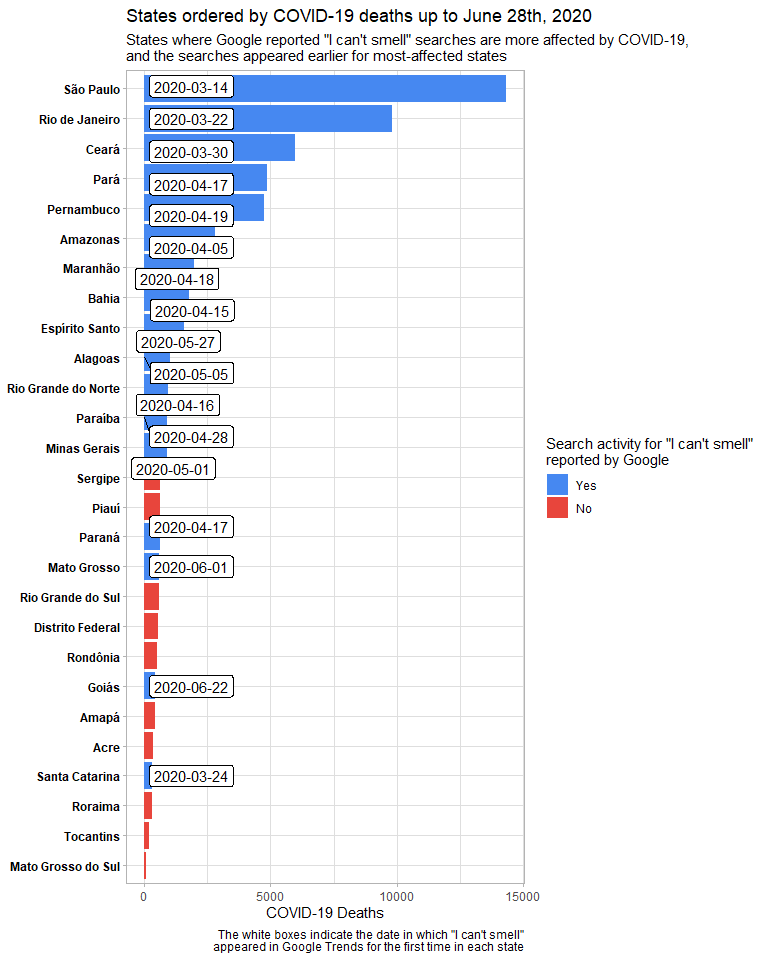 States ordered by COVID-19 deaths up to June 28th, 2020
States where Google reported "I can't smell" searches are more affected by COVID-19,
and the searches appeared earlier for most-affected states
São Paulo 2020-03-14
Rio de Janeiro 2020-03-22
Ceará 2020-03-30
Pará 2020-04-17
Pernambuco 2020-04-19
Amazonas 2020-04-05
Maranhão 2020-04-18
Bahia 2020-04-15
Espírito Santo 2020-05-27
Alagoas 2020-05-05
Rio Grande do Norte 2020-04-16
Paraíba 2020-04-28
Minas Gerais 2020-05-01
Sergipe
Piauí
Paraná 2020-04-17
Mato Grosso 2020-06-01
Rio Grande do Sul
Distrito Federal
Rondônia
Goiás 2020-06-22
Amapá
Acre
Santa Catarina 2020-03-24
Roraima
Tocantins
Mato Grosso do Sul
0 5000 10000 15000
COVID-19 Deaths
The white boxes indicate the date in which "I can't smell"
appeared in Google Trends for the first time in each state
Search activity for "I can't smell"
reported by Google
Yes
No